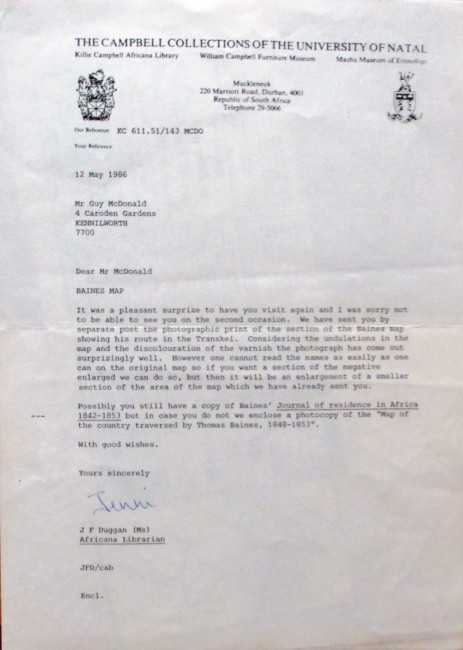 THE CAMPBELL COLLECTIONS OF THE UNIVERSITY OF NATAL
Killie Campbell Africana Library William Campbell Furniture Museum Mashu Museum of Ethnology
Muckleneuk
220 Marriott Road, Durban, 4001
Republic of South Africa
Telephone 29-5066
Our Reference KC 611.51/143 MCDO
Your Reference
12 May 1986
Mr Guy McDonald
4 Caroden Gardens
KENNILWORTH
7700
Dear Mr McDonald
BAINES MAP
It was a pleasant surprize to have you visit again and I was sorry not
to be able to see you on the second occasion. We have sent you by
separate post the photographic print of the section of the Baines map
showing his route in the Transkei. Considering the undulations in the
map and the discolouration of the varnish the photograph has come out
surprizingly well. However one cannot read the names as easily as one
can on the original map so if you want a section of the negative
enlarged we can do so, but then it will be an enlargement of a smaller
section of the area of the map which we have already sent you.
Possibly you still have a copy of Baines' Journal of residence in Africa
1842-1853 but in case you do not we enclose a photocopy of the "Map of
the country traversed by Thomas Baines, 1848-1853".
With good wishes.
Yours sincerely
Jenni
J F Duggan (Ms)
Africana Librarian
JFD/cab
Encl.